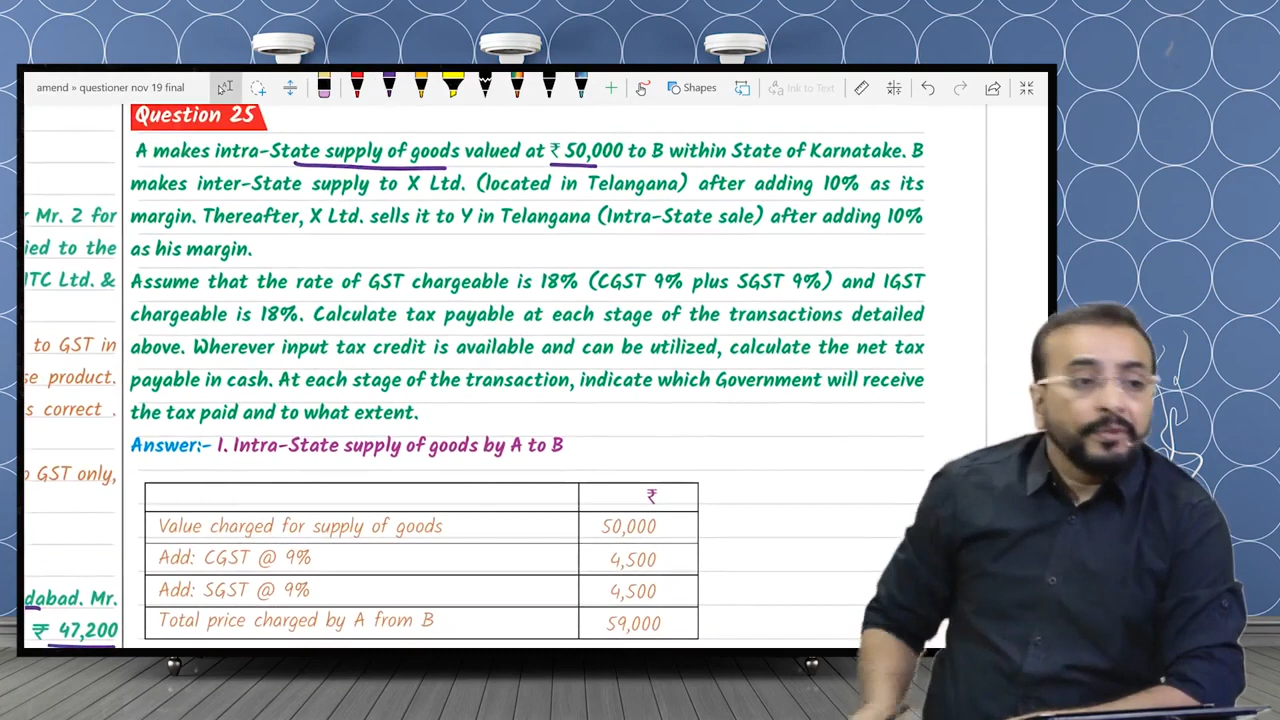 amend » questioner nov 19 final
Shapes
Ink to Text
Question 25
A makes intra-State supply of goods valued at ₹ 50,000 to B within State of Karnatake. B
makes inter-State supply to X Ltd. (located in Telangana) after adding 10% as its
margin. Thereafter, X Ltd. sells it to Y in Telangana (Intra-State sale) after adding 10%
as his margin.
Assume that the rate of GST chargeable is 18% (CGST 9% plus SGST 9%) and IGST
chargeable is 18%. Calculate tax payable at each stage of the transactions detailed
above. Wherever input tax credit is available and can be utilized, calculate the net tax
payable in cash. At each stage of the transaction, indicate which Government will receive
the tax paid and to what extent.
Answer:- 1. Intra-State supply of goods by A to B
₹
Value charged for supply of goods 50,000
Add: CGST @ 9% 4,500
Add: SGST @ 9% 4,500
Total price charged by A from B 59,000
Mr. 2 for
to the
ITC Ltd. &
to GST in
product.
correct .
GST only,
Mr.
₹ 47,200